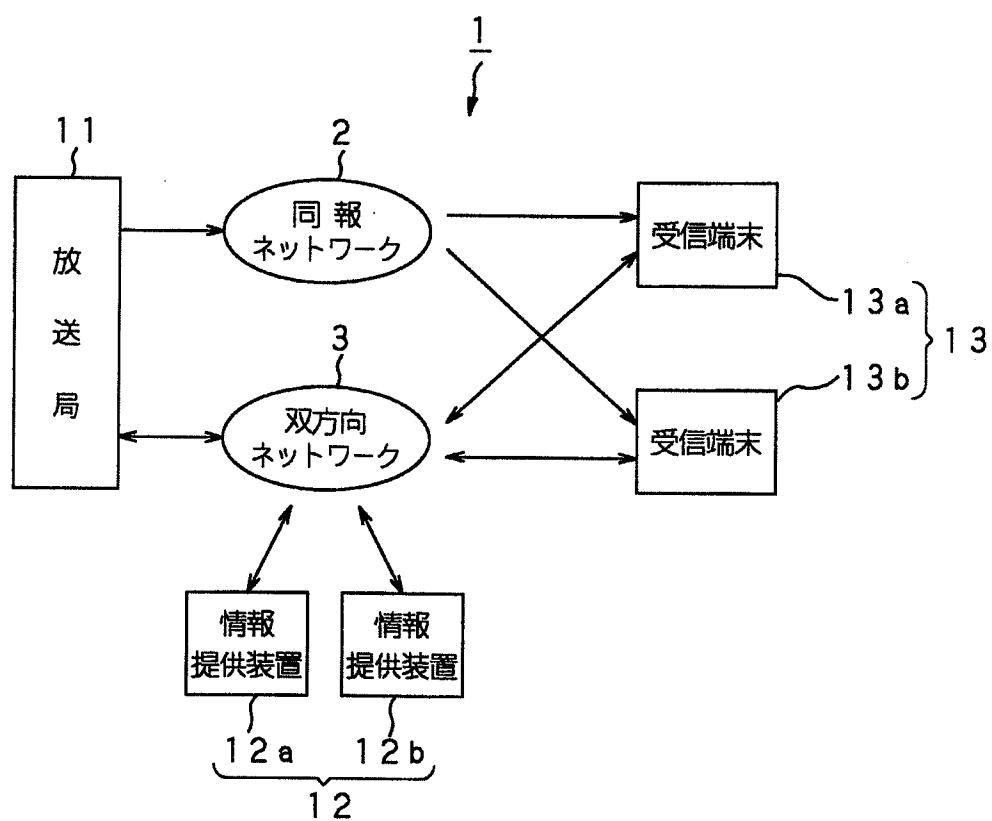 1
11
2
同報
ネットワーク
受信端末
放
送
局
13a
13
3
13b
双方向
ネットワーク
受信端末
情報
提供装置
情報
提供装置
12a
12b
12